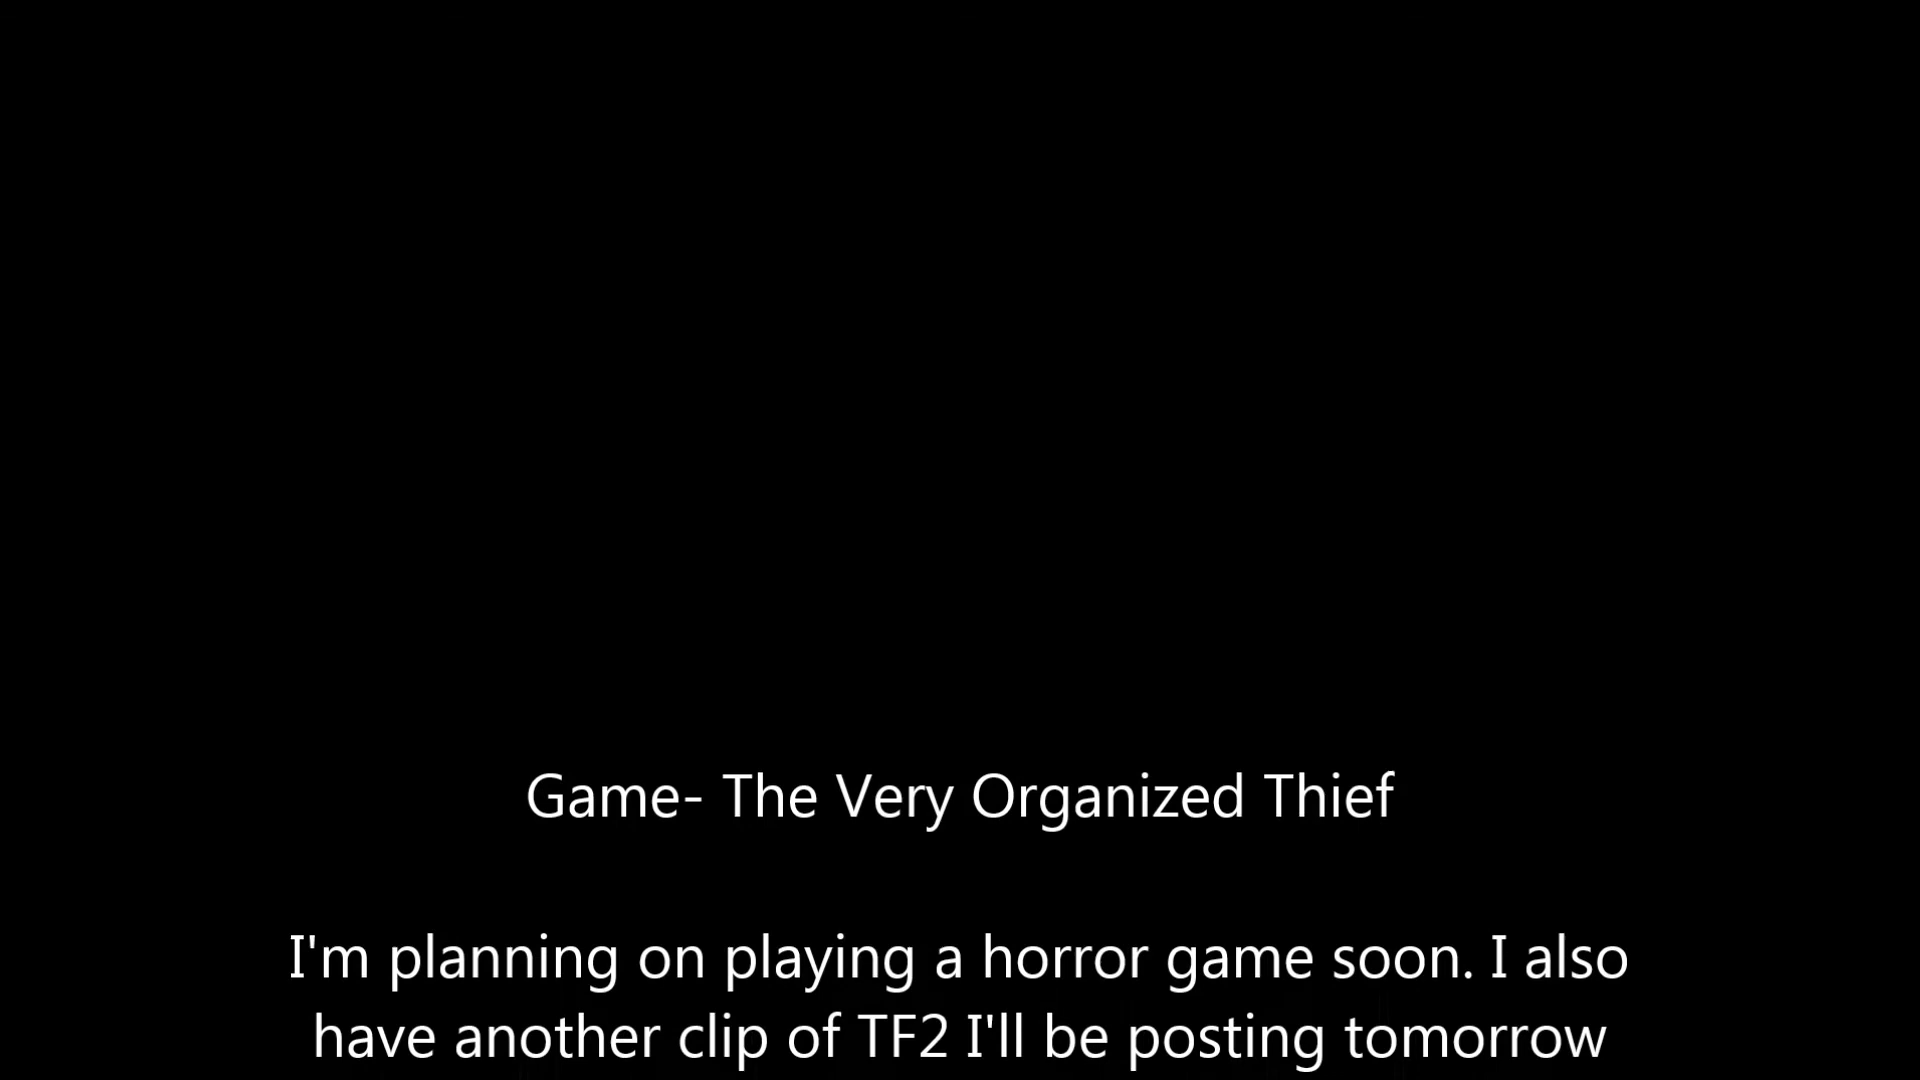 Game- The Very Organized Thief
I'm planning on playing a horror game soon. I also
have another clip of TF2 I'll be posting tomorrow